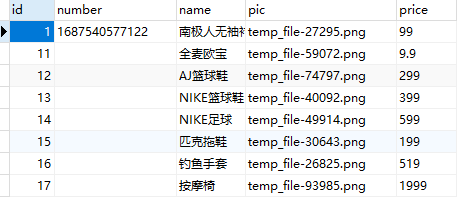 id number name pic price
1 1687540577122 南极人无袖 temp_file-27295.png 99
11 全麦欧宝 temp_file-59072.png 9.9
12 AJ篮球鞋 temp_file-74797.png 299
13 NIKE篮球鞋 temp_file-40092.png 399
14 NIKE足球 temp_file-49914.png 599
15 匹克拖鞋 temp_file-30643.png 199
16 钓鱼手套 temp_file-26825.png 519
17 按摩椅 temp_file-93985.png 1999